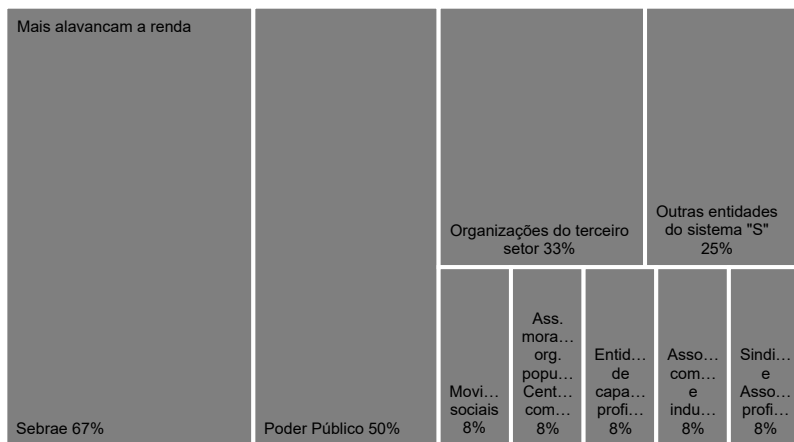 Mais alavancam a renda
Sebrae 67%
Poder Público 50%
Organizações do terceiro
setor 33%
Outras entidades
do sistema "S"
25%
Movi...
sociais
8%
Ass.
mora...
org.
popu...
Cent...
com...
8%
Entid...
de
capa...
profi...
8%
Asso...
com...
e
indu...
8%
Sindi...
e
Asso...
profi...
8%